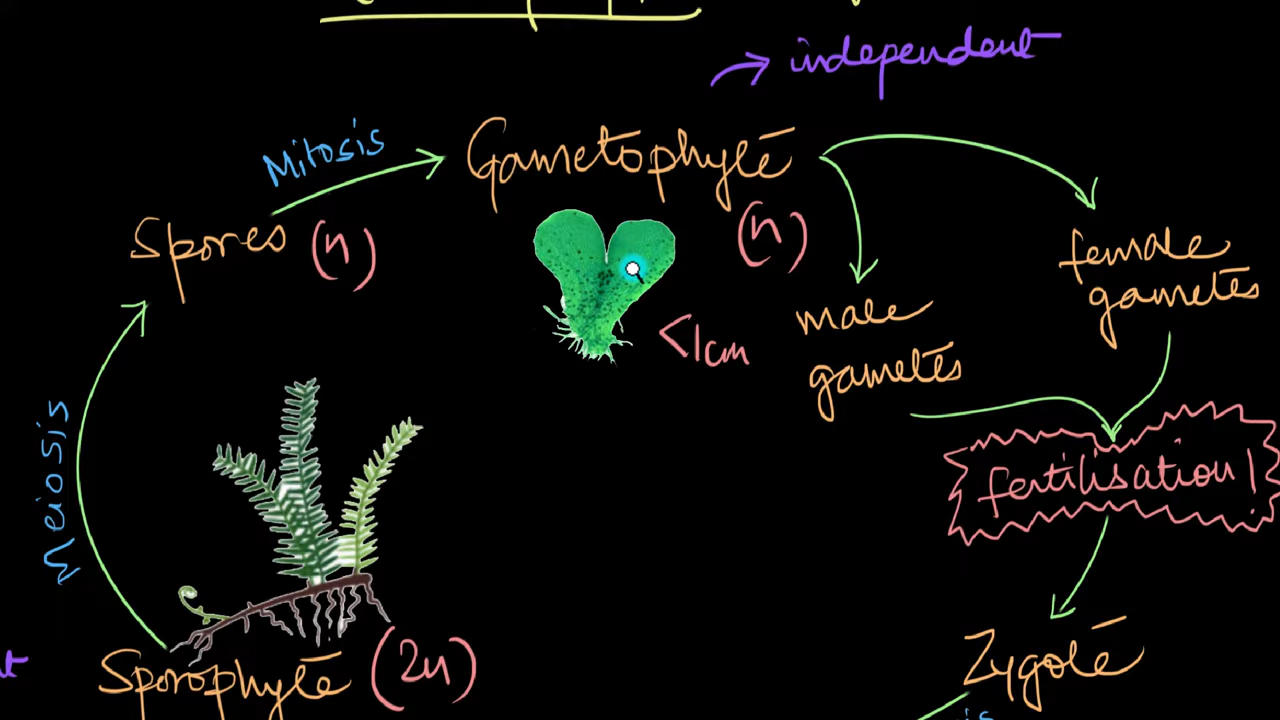 independent
Mitosis
Gametophyte
Spores (n)
(n)
female
gametes
male
gametes
<1cm
Meiosis
fertilisation!
Sporophyte (2n)
Zygote